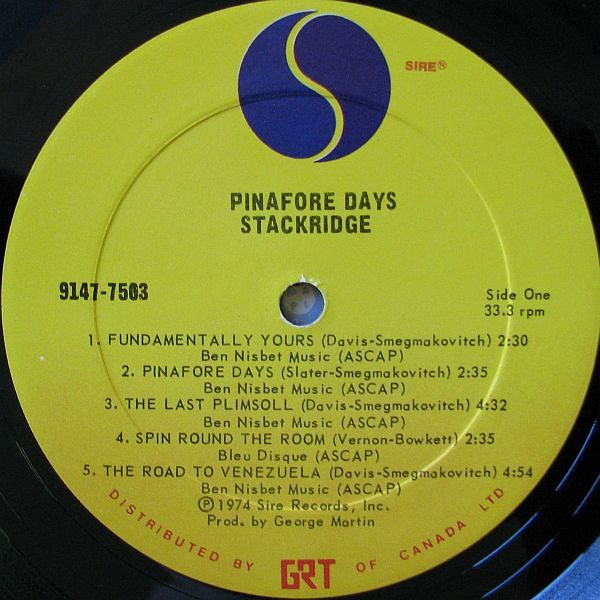 SIRE®
PINAFORE DAYS
STACKRIDGE
9147-7503
Side One
33.3 rpm
1. FUNDAMENTALLY YOURS (Davis-Smegmakovitch) 2:30
Ben Nisbet Music (ASCAP)
2. PINAFORE DAYS (Slater-Smegmakovitch) 2:35
Ben Nisbet Music (ASCAP)
3. THE LAST PLIMSOLL (Davis-Smegmakovitch) 4:32
Ben Nisbet Music (ASCAP)
4. SPIN ROUND THE ROOM (Vernon-Bowkett) 2:35
Bleu Disque (ASCAP)
5. THE ROAD TO VENEZUELA (Davis-Smegmakovitch) 4:54
Ben Nisbet Music (ASCAP)
Ⓟ1974 Sire Records, Inc.
Prod. by George Martin
DISTRIBUTED BY GRT OF CANADA LTD